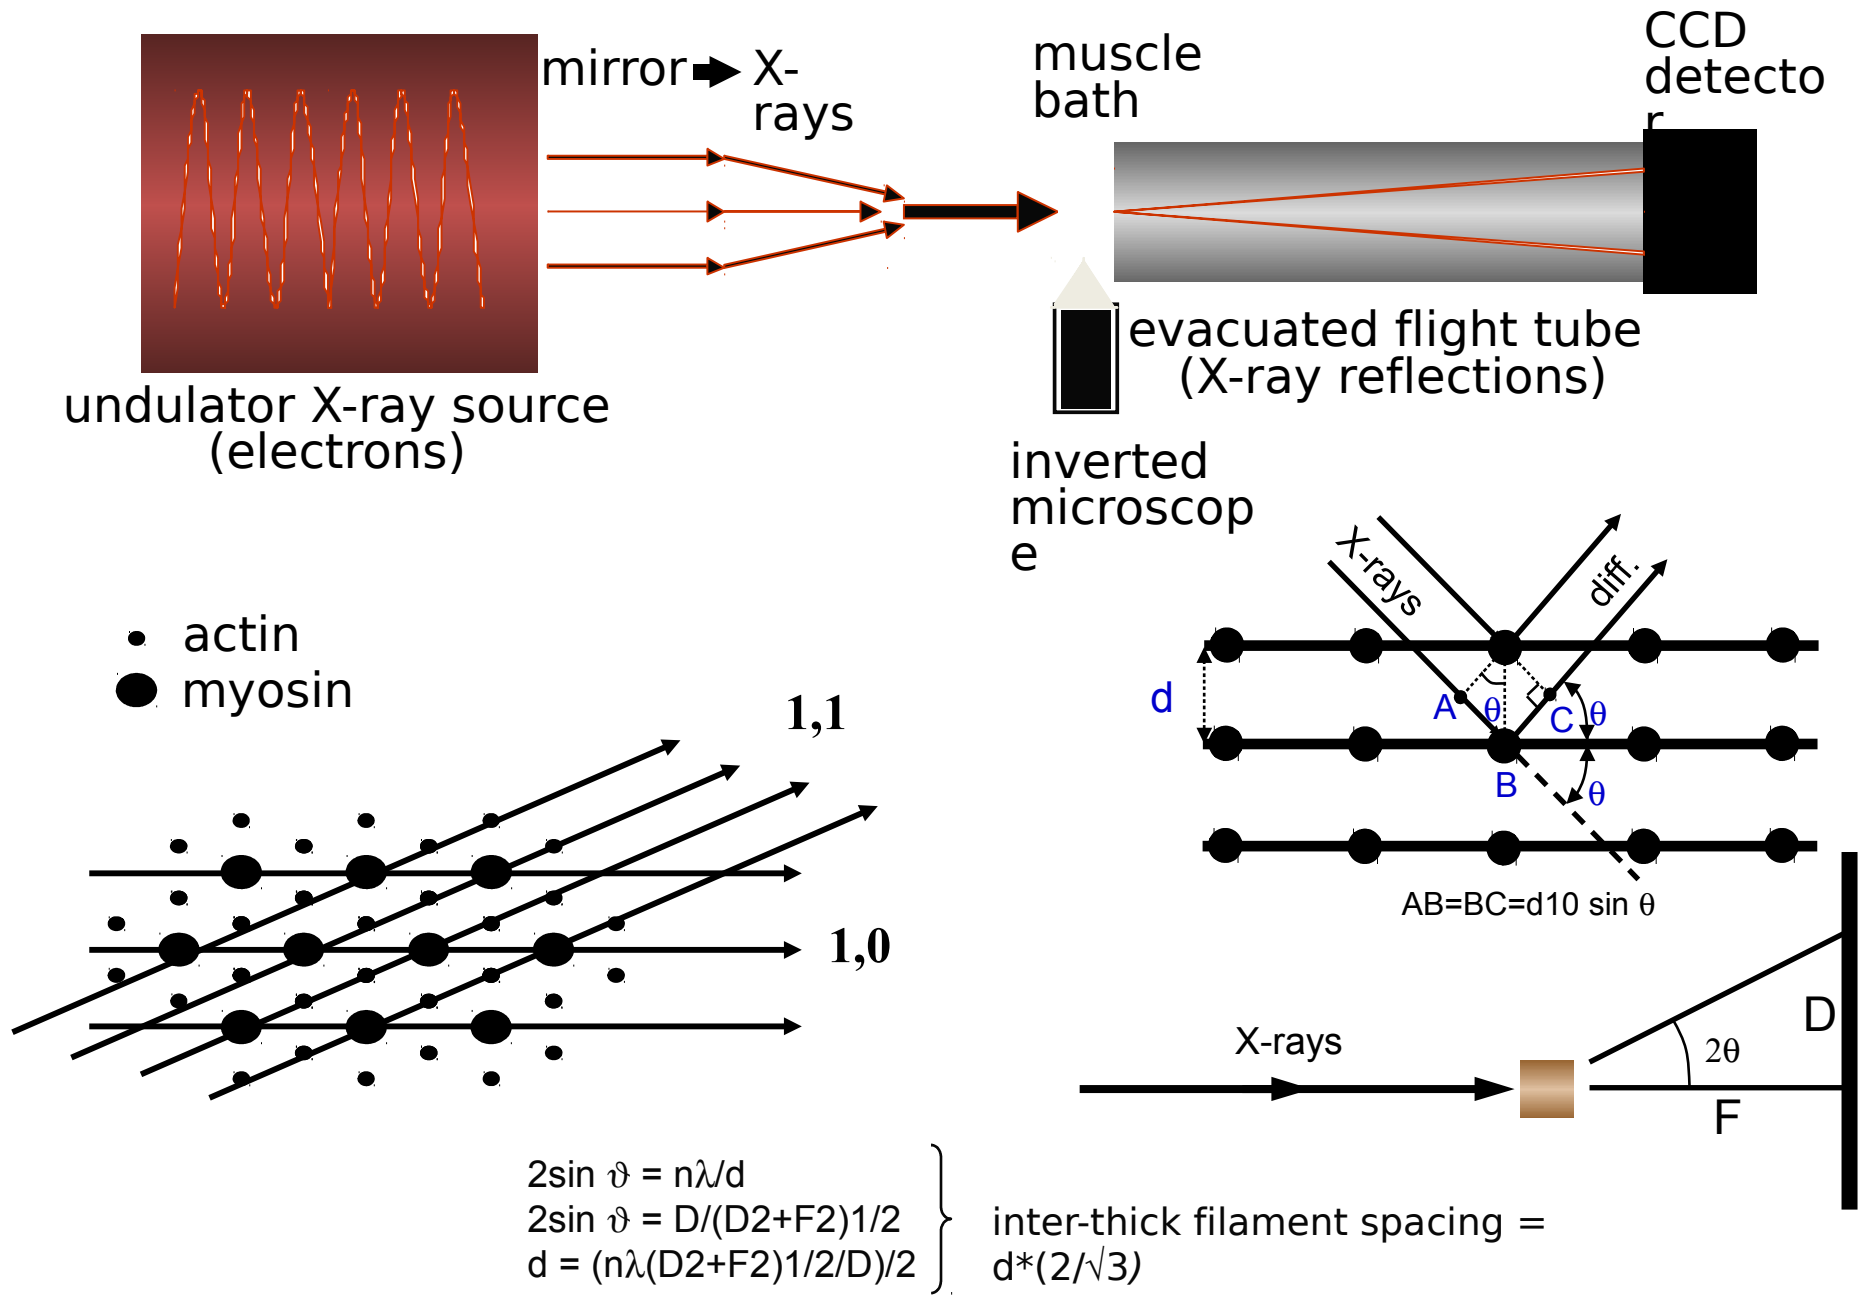 mirror
X-
rays
muscle
bath
CCD
detecto
r
undulator X-ray source
(electrons)
evacuated flight tube
(X-ray reflections)
inverted
microscop
e
X-rays
diff.
d
A
θ
C
θ
B
θ
AB=BC=d10 sin θ
actin
myosin
1,1
1,0
X-rays
2θ
D
F
2sin ϑ = nλ/d
2sin ϑ = D/(D2+F2)1/2
d = (nλ(D2+F2)1/2/D)/2
inter-thick filament spacing =
d*(2/√3)